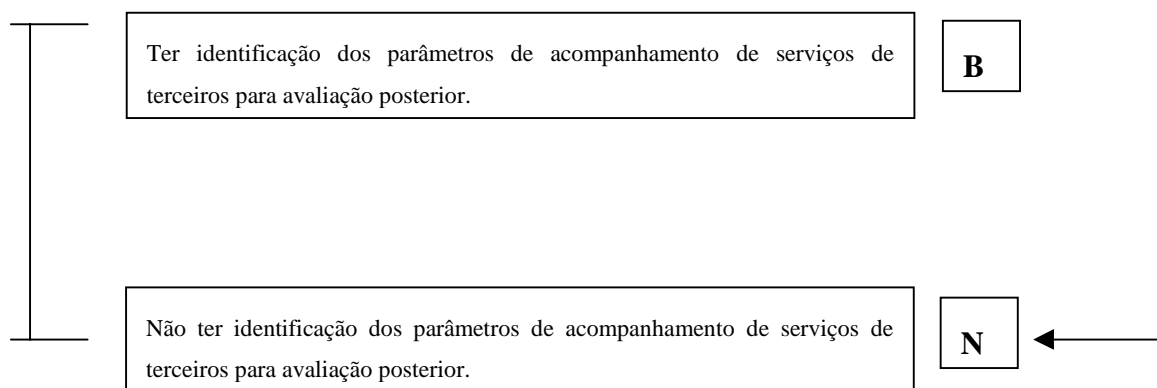 Ter identificação dos parâmetros de acompanhamento de serviços de
terceiros para avaliação posterior.
B
Não ter identificação dos parâmetros de acompanhamento de serviços de
terceiros para avaliação posterior.
N